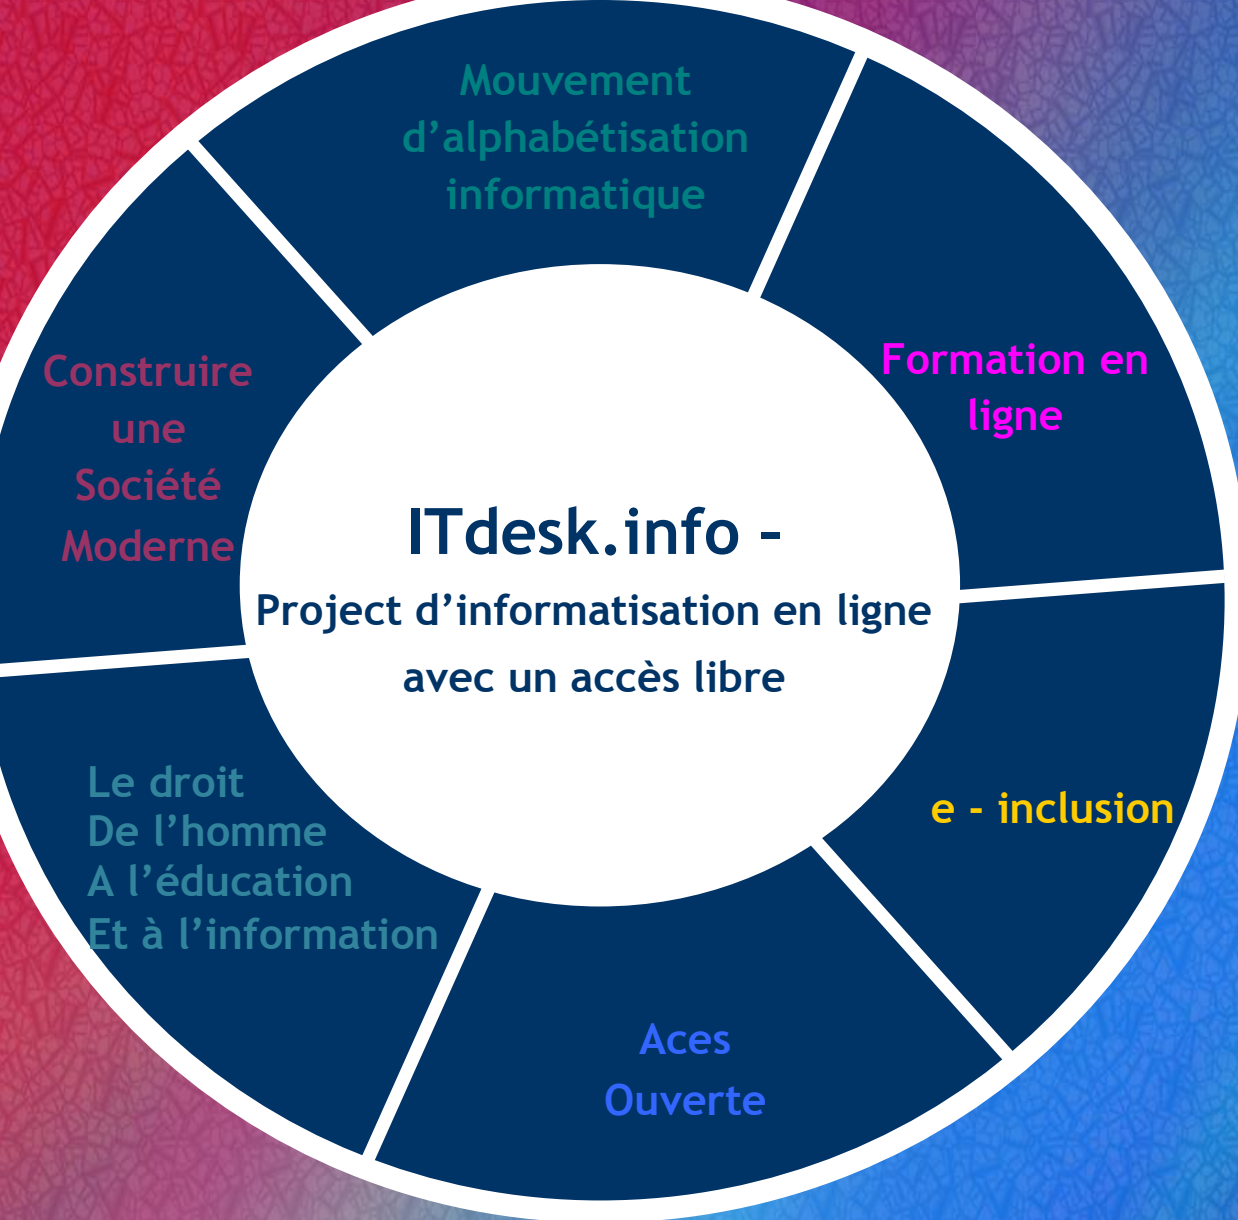 Mouvement
d’alphabétisation
informatique
Formation en
ligne
Construire
une
Société
Moderne
ITdesk.info –
Project d’informatisation en ligne
avec un accès libre
e - inclusion
Le droit
De l’homme
A l’éducation
Et à l’information
Aces
Ouverte